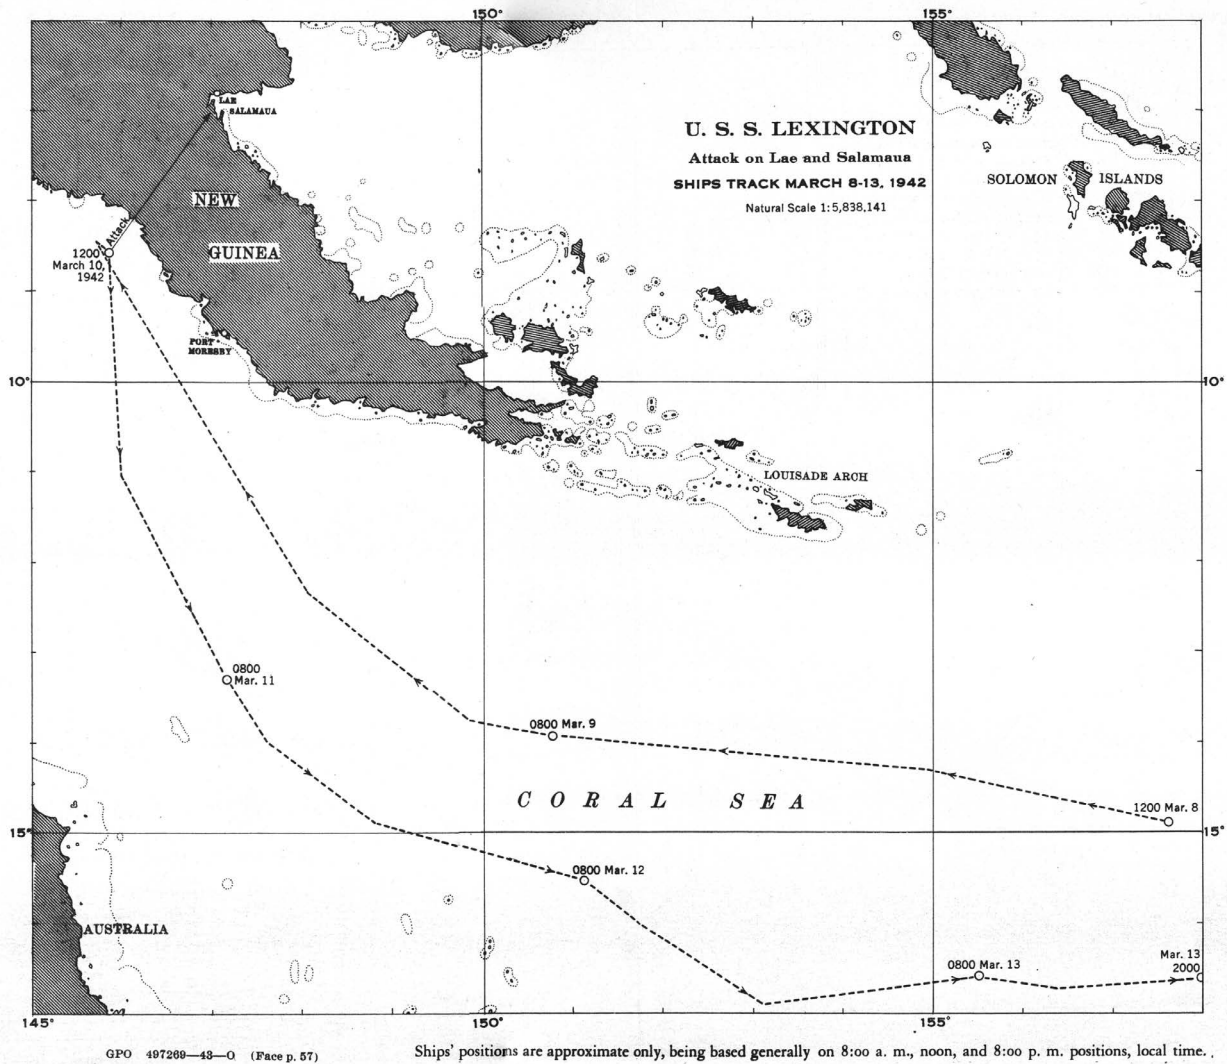 150°
155°
LAE
SALAMAUA
U. S. S. LEXINGTON
Attack on Lae and Salamaua
SHIPS TRACK MARCH 8-13, 1942
Natural Scale 1:5,838,141
SOLOMON ISLANDS
NEW
GUINEA
Attack
1200
March 10,
1942
PORT
MORESBY
10°
10°
LOUISADE ARCH
0800
Mar. 11
0800 Mar. 9
CORAL SEA
1200 Mar. 8
15°
15°
0800 Mar. 12
AUSTRALIA
0800 Mar. 13
Mar. 13
2000
145°
150°
155°
GPO 497269—43—O (Face p. 57)
Ships' positions are approximate only, being based generally on 8:00 a. m., noon, and 8:00 p. m. positions, local time.